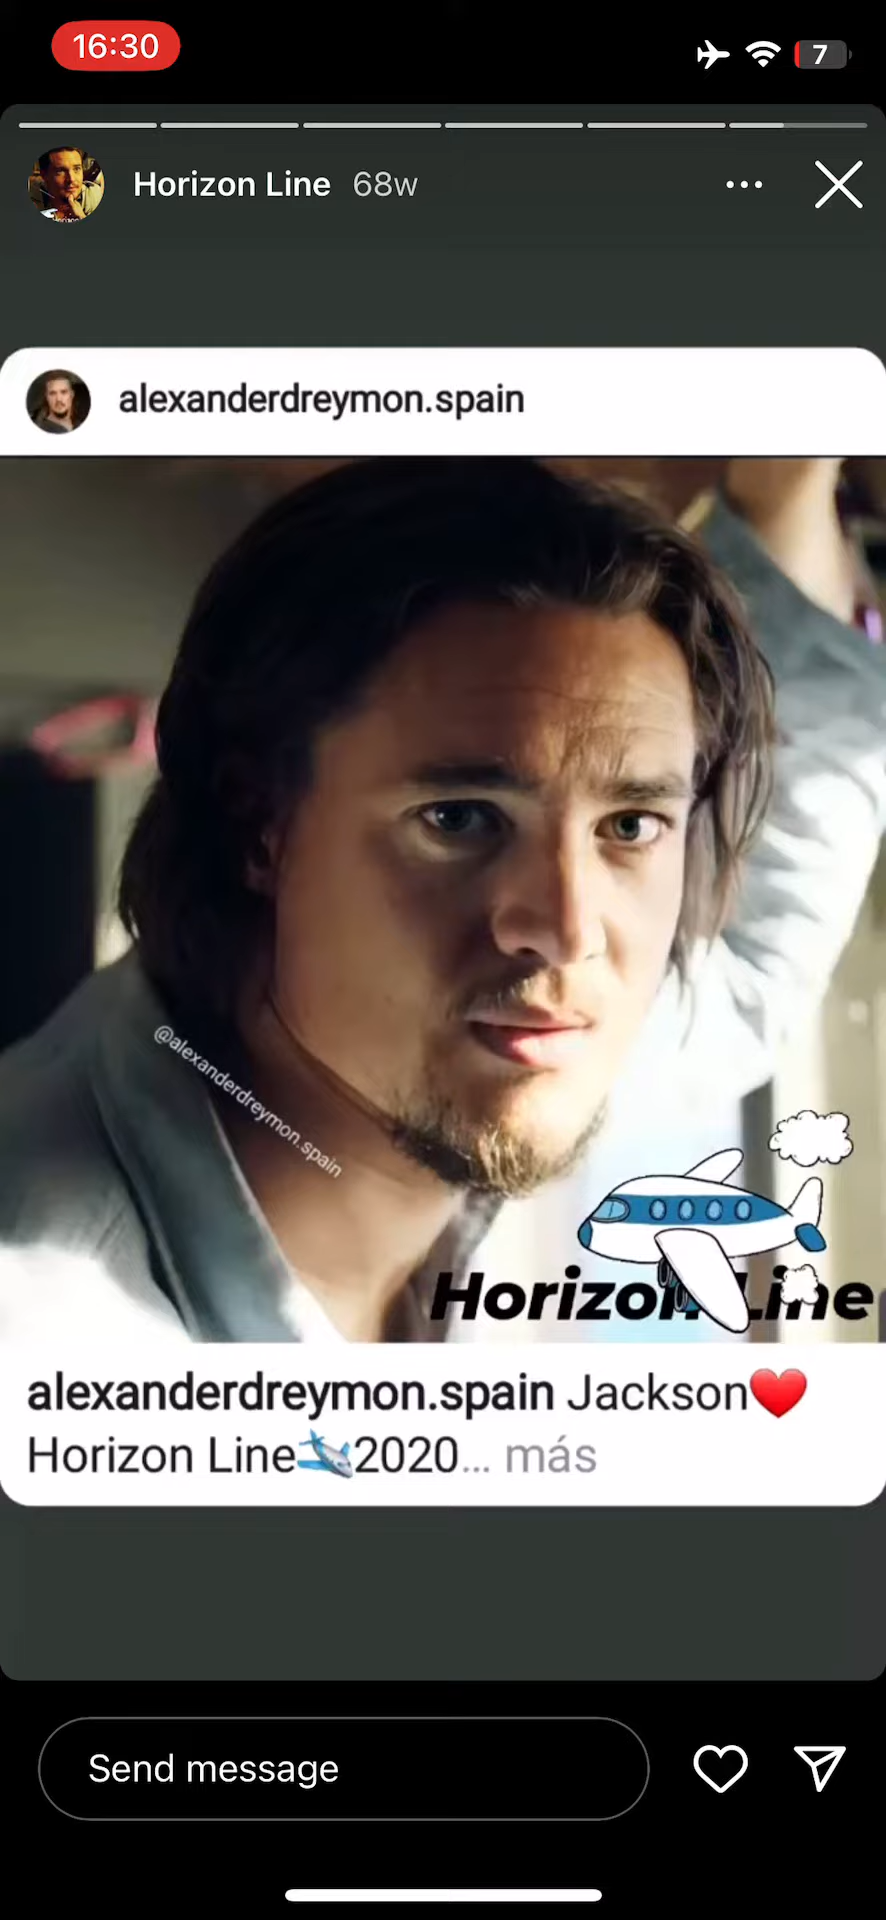 16:30
7
Horizon Line 68w
alexanderdreymon.spain
@alexanderdreymon.spain
Horizon Line
alexanderdreymon.spain Jackson❤️
Horizon Line🛩️2020... más
Send message